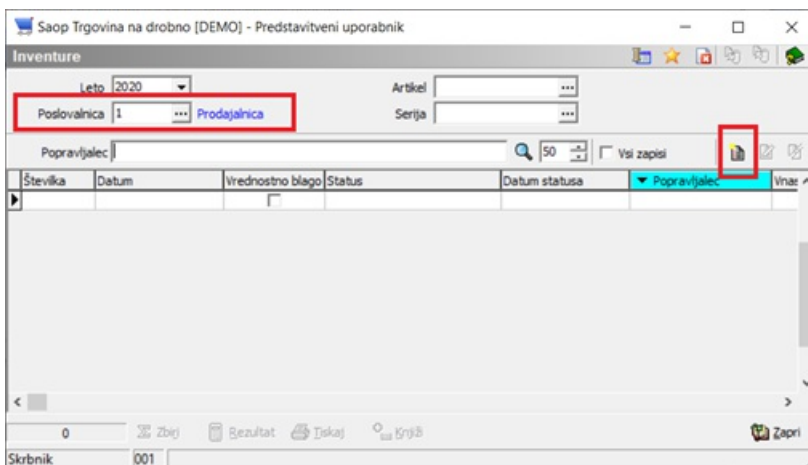 Saop Trgovina na drobno [DEMO] - Predstavitveni uporabnik
Inventure
Leto 2020 Artikel
Poslovalnica 1 Prodajalnica Serija
Popravljalec 50 Vsi zapisi
Številka Datum Vrednostno blago Status Datum statusa Popravljalec Vnaš
0 Zbirj Rezultat Tiskaj Knjiži Zapri
Skrbnik 001